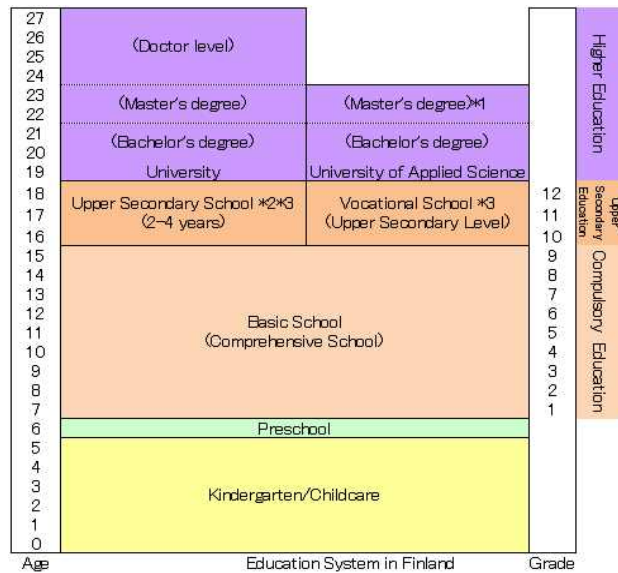 27
26
25
24
23
22
21
20
19
18
17
16
15
14
13
12
11
10
9
8
7
6
5
4
3
2
1
0
Age
(Doctor level)
(Master's degree)
(Bachelor's degree)
University
(Master's degree)*1
(Bachelor's degree)
University of Applied Science
Upper Secondary School *2*3
(2-4 years)
Vocational School *3
(Upper Secondary Level)
Basic School
(Comprehensive School)
Preschool
Kindergarten/Childcare
Education System in Finland
12
11
10
9
8
7
6
5
4
3
2
1
Grade
Higher Education
Upper
Secondary
Education
Compulsory Education